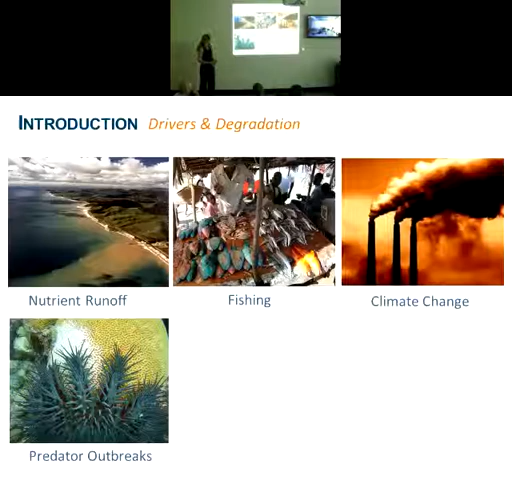 INTRODUCTION Drivers & Degradation
Nutrient Runoff
Fishing
Climate Change
Predator Outbreaks